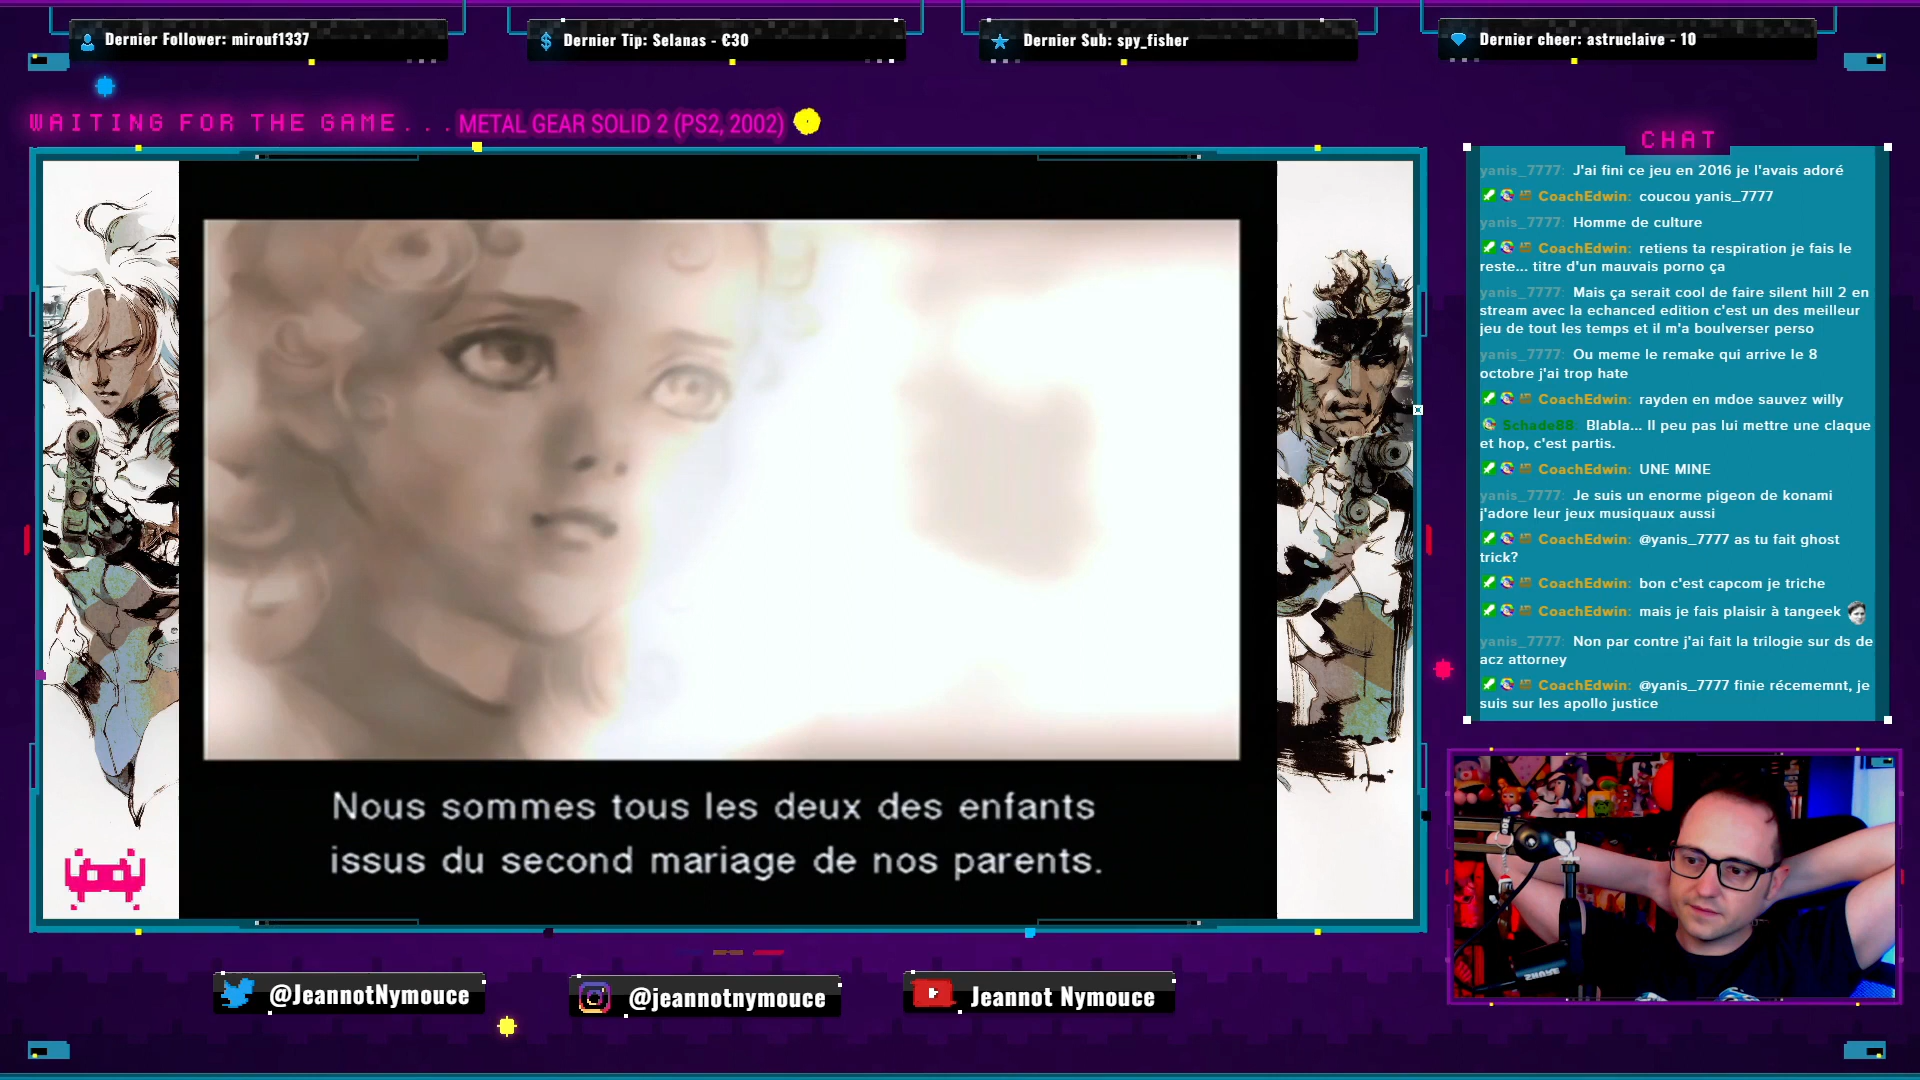 Dernier Follower: mirouf1337
Dernier Tip: Selanas - €30
Dernier Sub: spy_fisher
Dernier cheer: astruclaive - 10
WAITING FOR THE GAME... METAL GEAR SOLID 2 (PS2, 2002)
CHAT
yanis_7777: J'ai fini ce jeu en 2016 je l'avais adoré
CoachEdwin: coucou yanis_7777
yanis_7777: Homme de culture
CoachEdwin: retiens ta respiration je fais le
reste... titre d'un mauvais porno ça
yanis_7777: Mais ça serait cool de faire silent hill 2 en
stream avec la echanced edition c'est un des meilleur
jeu de tout les temps et il m'a boulverser perso
yanis_7777: Ou meme le remake qui arrive le 8
octobre j'ai trop hate
CoachEdwin: rayden en mdoe sauvez willy
Schade88: Blabla... Il peu pas lui mettre une claque
et hop, c'est partis.
CoachEdwin: UNE MINE
yanis_7777: Je suis un enorme pigeon de konami
j'adore leur jeux musiquaux aussi
CoachEdwin: @yanis_7777 as tu fait ghost
trick?
CoachEdwin: bon c'est capcom je triche
CoachEdwin: mais je fais plaisir à tangeek
yanis_7777: Non par contre j'ai fait la trilogie sur ds de
acz attorney
CoachEdwin: @yanis_7777 finie récememnt, je
suis sur les apollo justice
Nous sommes tous les deux des enfants
issus du second mariage de nos parents.
@JeannotNymouce
@jeannotnymouce
Jeannot Nymouce